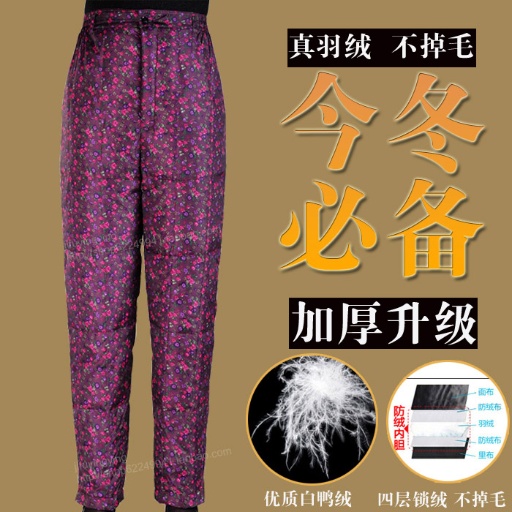 真羽绒 不掉毛
今冬
必备
加厚升级
面布
防绒布
羽绒
防绒布
里布
防绒内胆
优质白鸭绒
四层锁绒 不掉毛